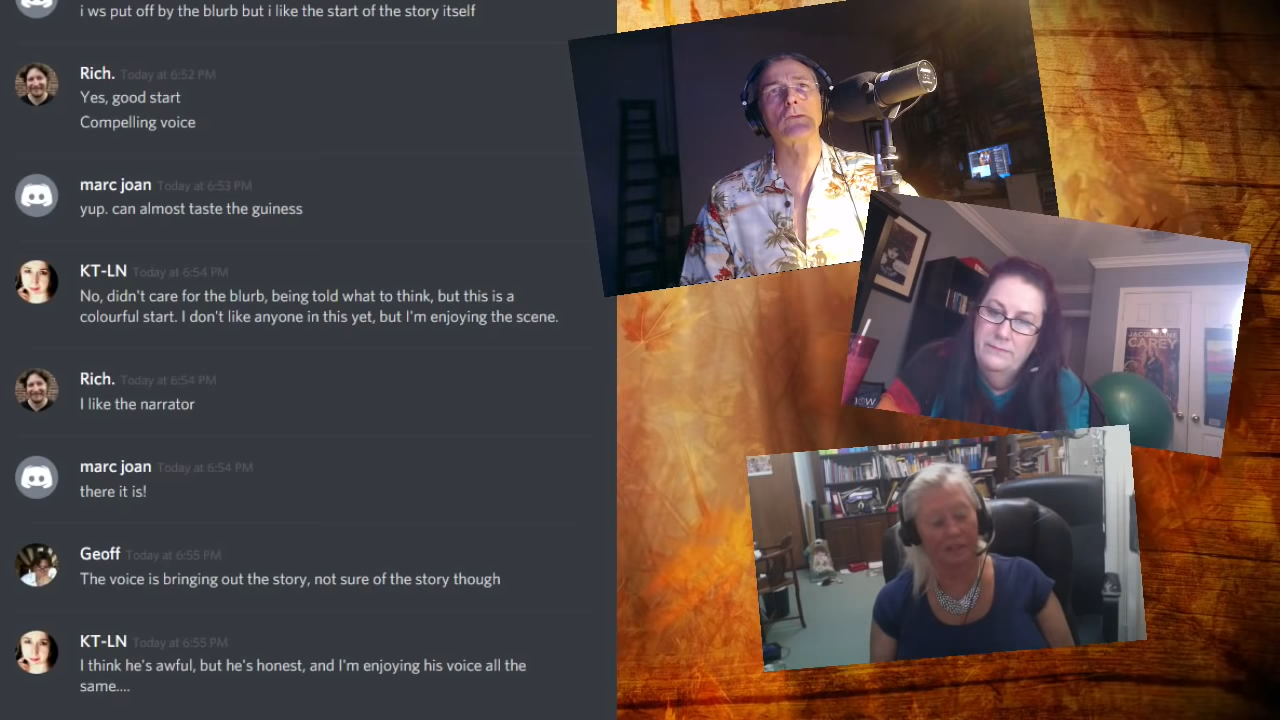 i ws put off by the blurb but i like the start of the story itself
Rich. Today at 6:52 PM
Yes, good start
Compelling voice
marc joan Today at 6:53 PM
yup. can almost taste the guiness
KT-LN Today at 6:54 PM
No, didn't care for the blurb, being told what to think, but this is a
colourful start. I don't like anyone in this yet, but I'm enjoying the scene.
Rich. Today at 6:54 PM
I like the narrator
marc joan Today at 6:54 PM
there it is!
Geoff Today at 6:55 PM
The voice is bringing out the story, not sure of the story though
KT-LN Today at 6:55 PM
I think he's awful, but he's honest, and I'm enjoying his voice all the
same....
JACQUELINE
CAREY